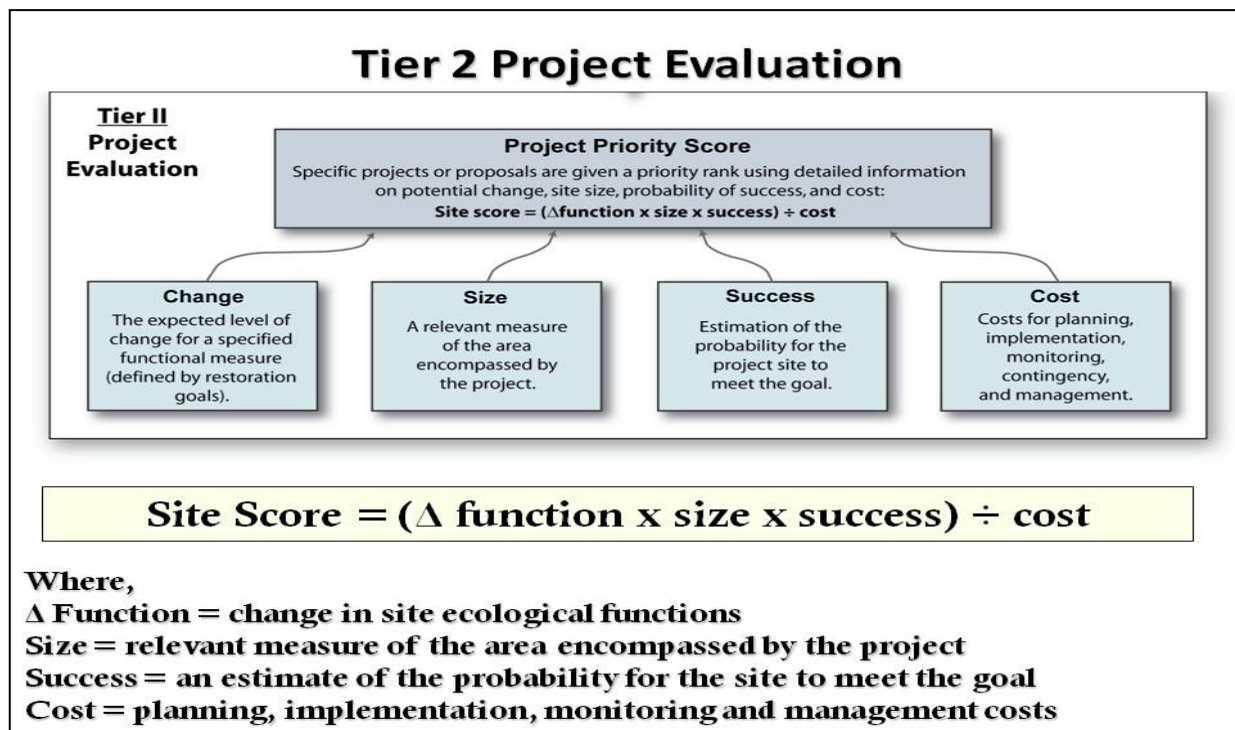 Tier 2 Project Evaluation
Tier II
Project
Evaluation
Project Priority Score
Specific projects or proposals are given a priority rank using detailed information
on potential change, site size, probability of success, and cost:
Site score = (Δfunction x size x success) ÷ cost
Change
The expected level of
change for a specified
functional measure
(defined by restoration
goals).
Size
A relevant measure
of the area
encompassed by
the project.
Success
Estimation of the
probability for the
project site to
meet the goal.
Cost
Costs for planning,
implementation,
monitoring,
contingency,
and management.
Site Score = (Δ function x size x success) ÷ cost
Where,
Δ Function = change in site ecological functions
Size = relevant measure of the area encompassed by the project
Success = an estimate of the probability for the site to meet the goal
Cost = planning, implementation, monitoring and management costs